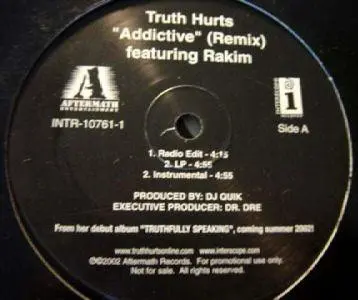 Truth Hurts
"Addictive" (Remix)
featuring Rakim
A
AFTERMATH
ENTERTAINMENT
i
INTR-10761-1
Side A
1. Radio Edit - 4:15
2. LP - 4:55
2. Instrumental - 4:55
PRODUCED BY: DJ QUIK
EXECUTIVE PRODUCER: DR. DRE
From her debut album "TRUTHFULLY SPEAKING", coming summer 2002!
www.truthhurtsonline.com www.interscope.com
℗©2002 Aftermath Records. For promotional use only.
Not for sale. All rights reserved.